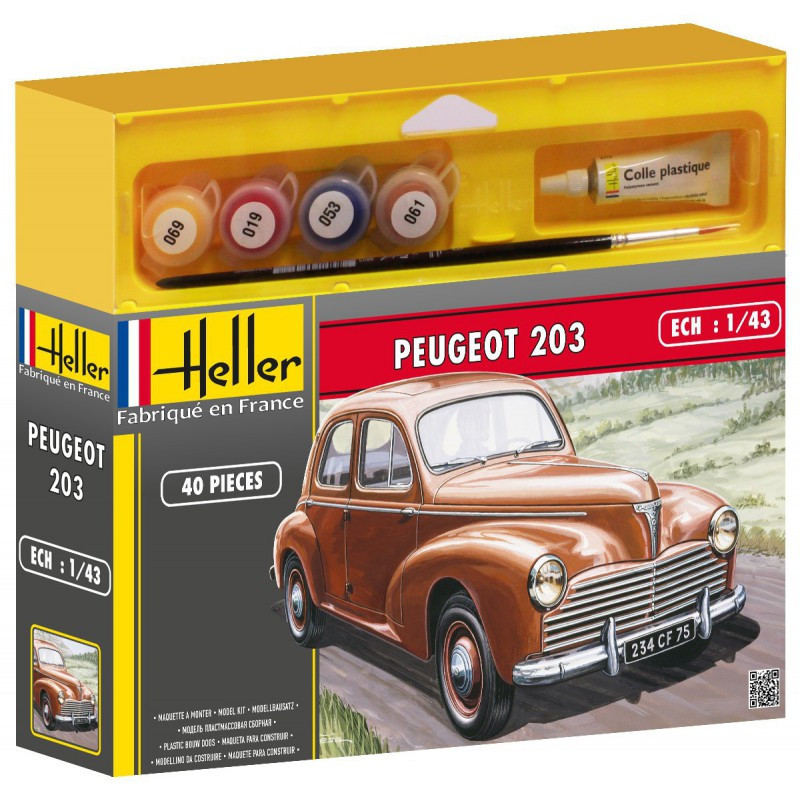 069
019
053
061
Heller
Colle plastique
Heller
Fabriqué en France
PEUGEOT
203
ECH : 1/43
Heller
Fabriqué en France
PEUGEOT 203
ECH : 1/43
40 PIECES
234 CF 75
• MAQUETTE A MONTER • MODEL KIT • MODELLBAUSATZ •
• МОДЕЛЬ ПЛАСТМАССОВАЯ СБОРНАЯ •
• PLASTIC BOUW DOOS • MAQUETA PARA CONSTRUIR •
• MODELLINO DA COSTRUIRE • MAQUETE PARA CONSTRUIR •